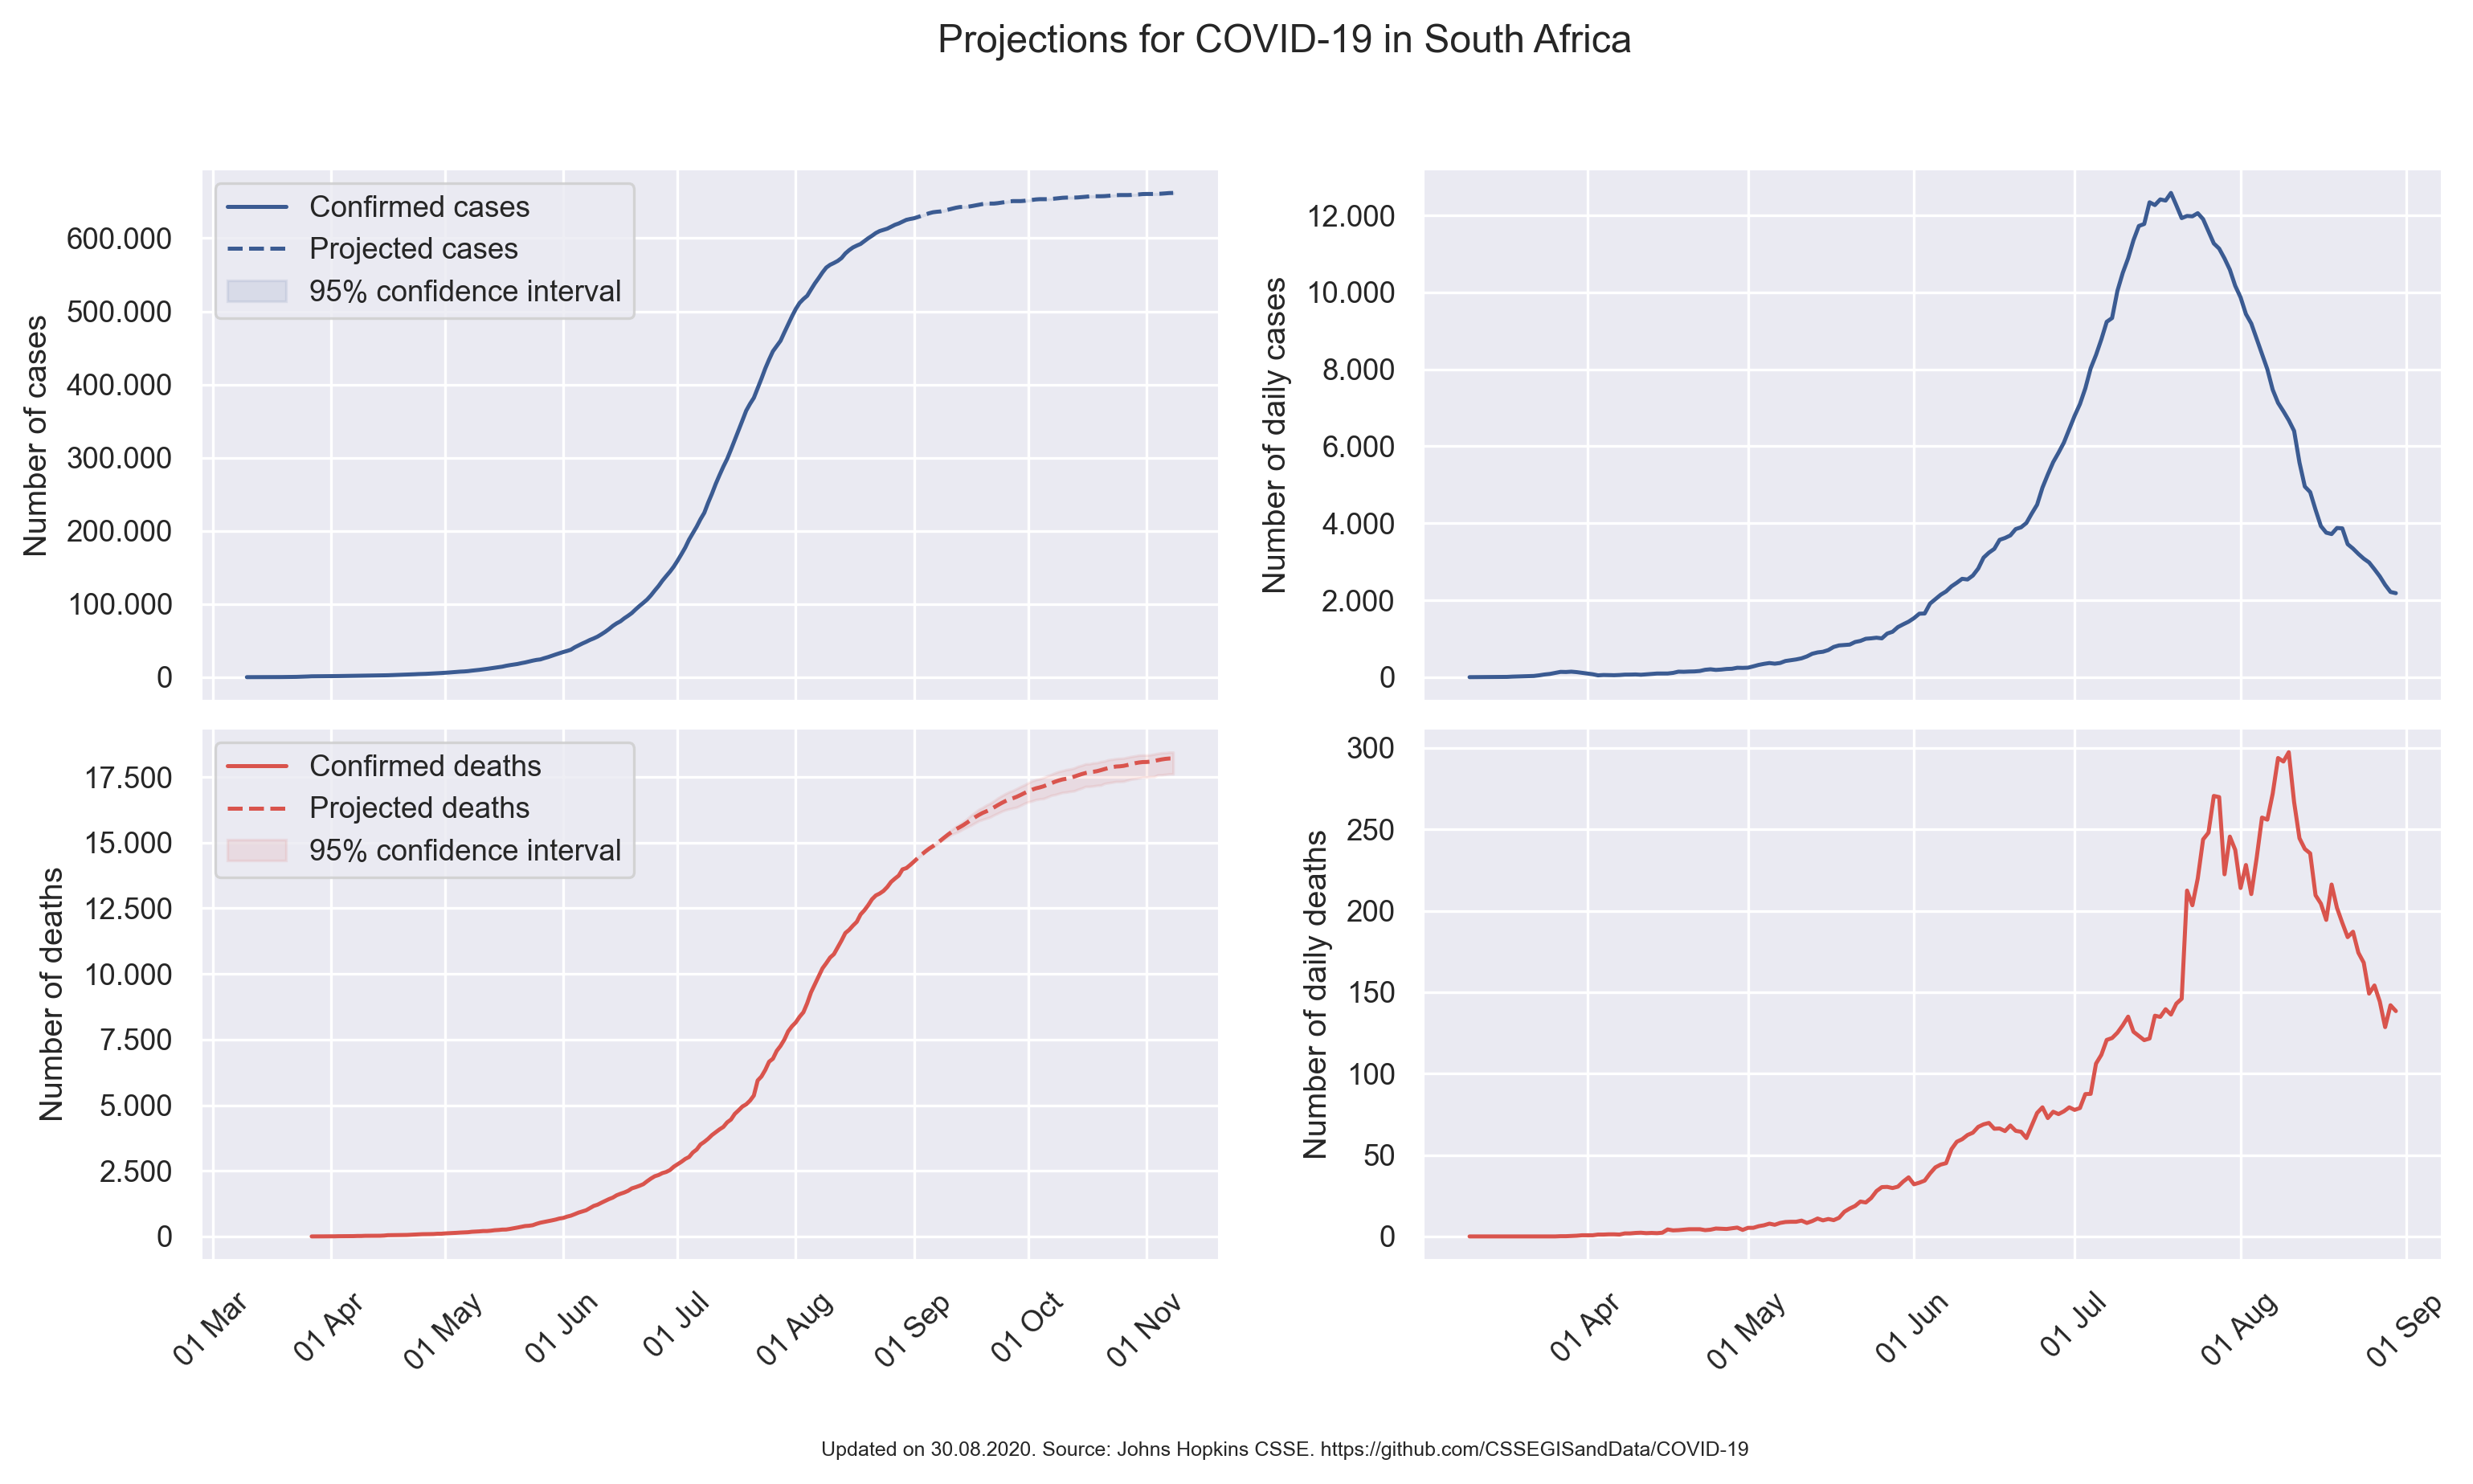 Projections for COVID-19 in South Africa
Number of cases
600.000
500.000
400.000
300.000
200.000
100.000
0
Confirmed cases
Projected cases
95% confidence interval
Number of daily cases
12.000
10.000
8.000
6.000
4.000
2.000
0
Number of deaths
17.500
15.000
12.500
10.000
7.500
5.000
2.500
0
Confirmed deaths
Projected deaths
95% confidence interval
01 Mar
01 Apr
01 May
01 Jun
01 Jul
01 Aug
01 Sep
01 Oct
01 Nov
Number of daily deaths
300
250
200
150
100
50
0
01 Apr
01 May
01 Jun
01 Jul
01 Aug
01 Sep
Updated on 30.08.2020. Source: Johns Hopkins CSSE. https://github.com/CSSEGISandData/COVID-19